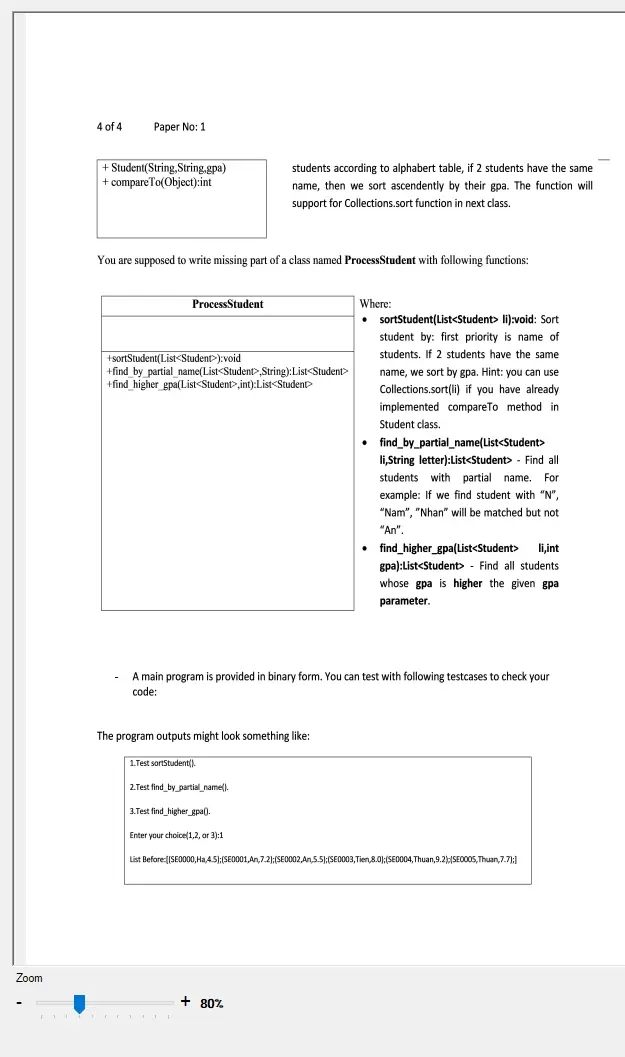 4 of 4 Paper No: 1
+ Student(String,String,gpa)
+ compareTo(Object):int
students according to alphabert table, if 2 students have the same
name, then we sort ascendently by their gpa. The function will
support for Collections.sort function in next class.
You are supposed to write missing part of a class named ProcessStudent with following functions:
ProcessStudent
+sortStudent(List<Student>):void
+find_by_partial_name(List<Student>,String):List<Student>
+find_higher_gpa(List<Student>,int):List<Student>
Where:
• sortStudent(List<Student> li):void: Sort
student by: first priority is name of
students. If 2 students have the same
name, we sort by gpa. Hint: you can use
Collections.sort(li) if you have already
implemented compareTo method in
Student class.
• find_by_partial_name(List<Student>
li,String letter):List<Student> - Find all
students with partial name. For
example: If we find student with “N”,
“Nam”, ”Nhan” will be matched but not
“An”.
• find_higher_gpa(List<Student> li,int
gpa):List<Student> - Find all students
whose gpa is higher the given gpa
parameter.
- A main program is provided in binary form. You can test with following testcases to check your
code:
The program outputs might look something like:
1.Test sortStudent().
2.Test find_by_partial_name().
3.Test find_higher_gpa().
Enter your choice(1,2, or 3):1
List Before:[(SE0000,Ha,4.5);(SE0001,An,7.2);(SE0002,An,5.5);(SE0003,Tien,8.0);(SE0004,Thuan,9.2);(SE0005,Thuan,7.7);]
Zoom
- + 80%